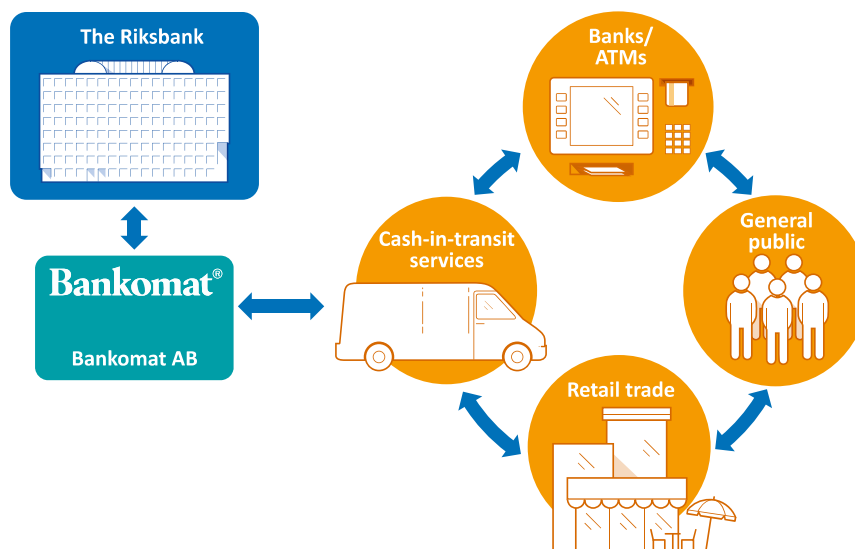 The Riksbank
Bankomat®
Bankomat AB
Banks/
ATMs
Cash-in-transit
services
General
public
Retail trade